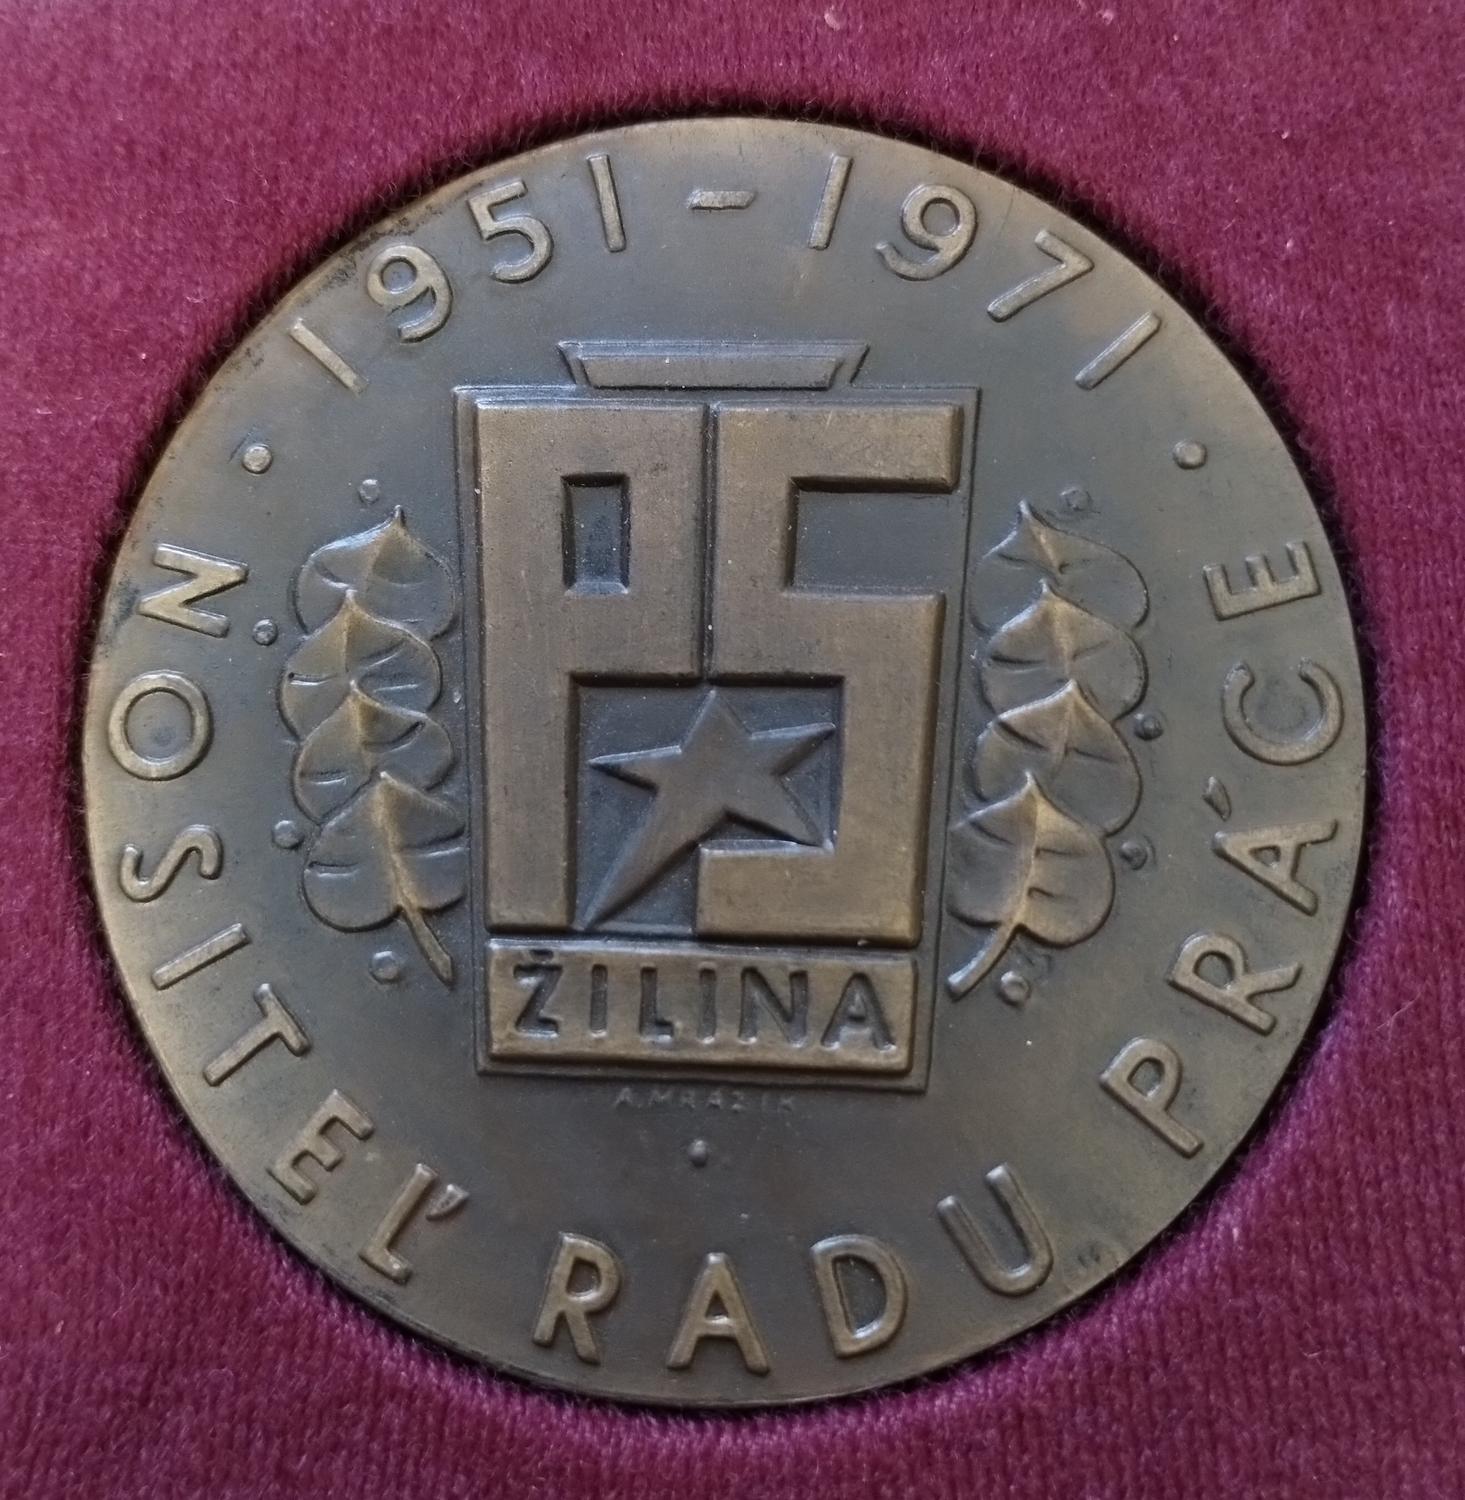 · 1951 – 1971 ·
PS
ŽILINA
A. MRÁZIK
NOSITEĽ RADU PRÁCE